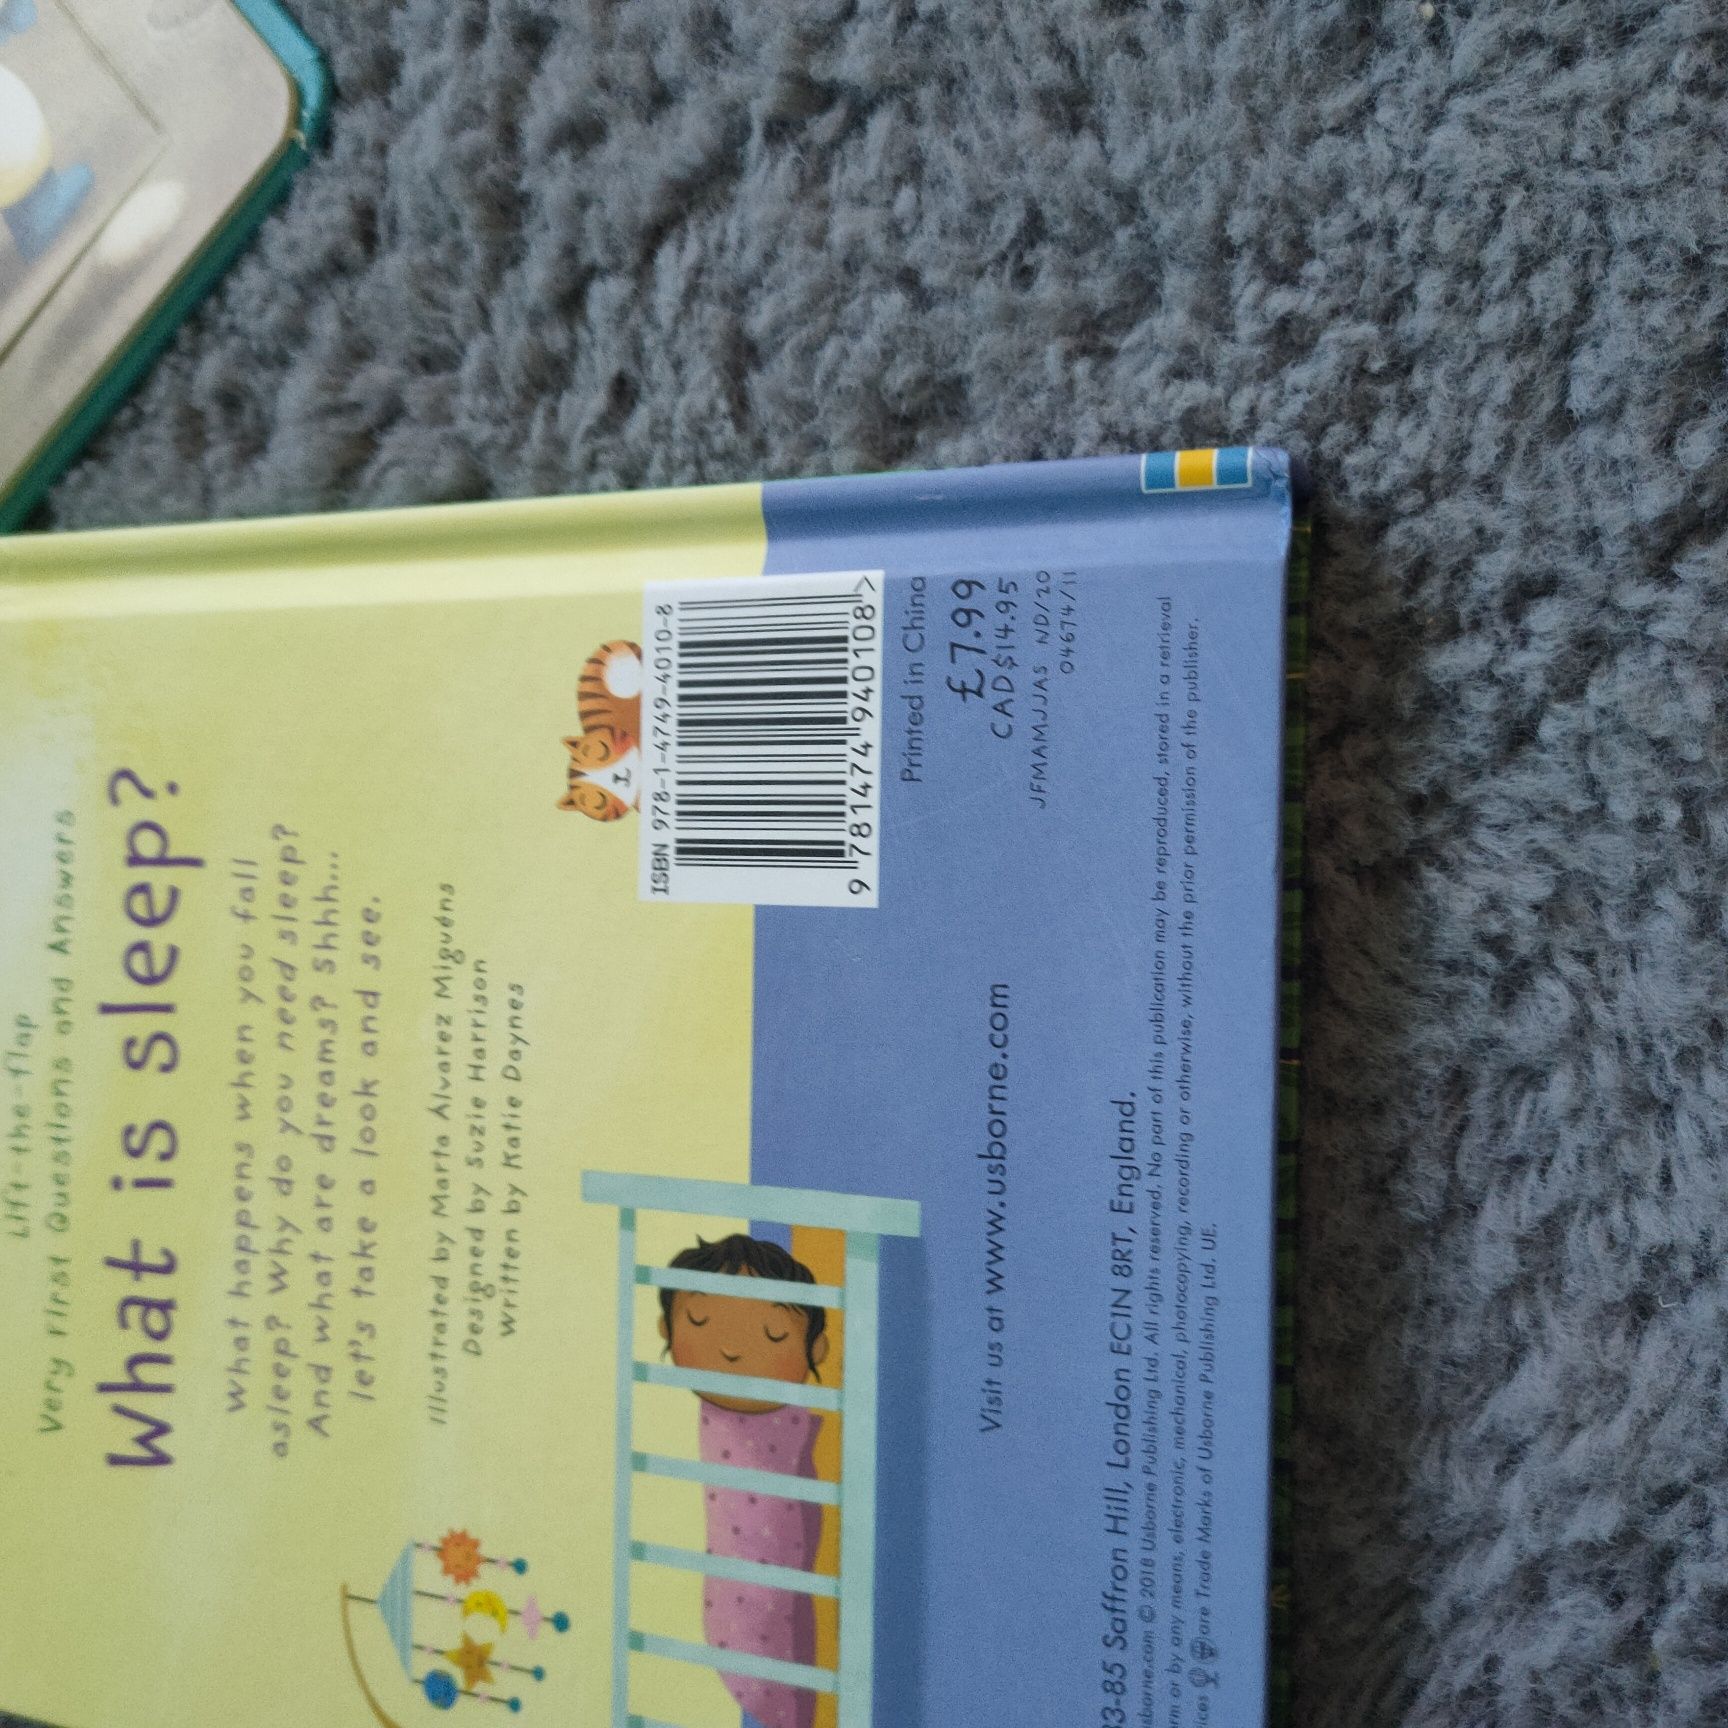 Lift-the-flap
Very First Questions and Answers
What is sleep?
What happens when you fall
asleep? Why do you need sleep?
And what are dreams? Shhh...
let's take a look and see.
Illustrated by Marta Álvarez Miguéns
Designed by Suzie Harrison
Written by Katie Daynes
ISBN 978-1-4749-4010-8
9 781474 940108 >
Printed in China
£7.99
CAD $14.95
JFMAMJJAS ND/20
04674/11
Visit us at www.usborne.com
83-85 Saffron Hill, London EC1N 8RT, England.
usborne.com © 2018 Usborne Publishing Ltd. All rights reserved. No part of this publication may be reproduced, stored in a retrieval
or by any means, electronic, mechanical, photocopying, recording or otherwise, without the prior permission of the publisher.
are Trade Marks of Usborne Publishing Ltd. UE.